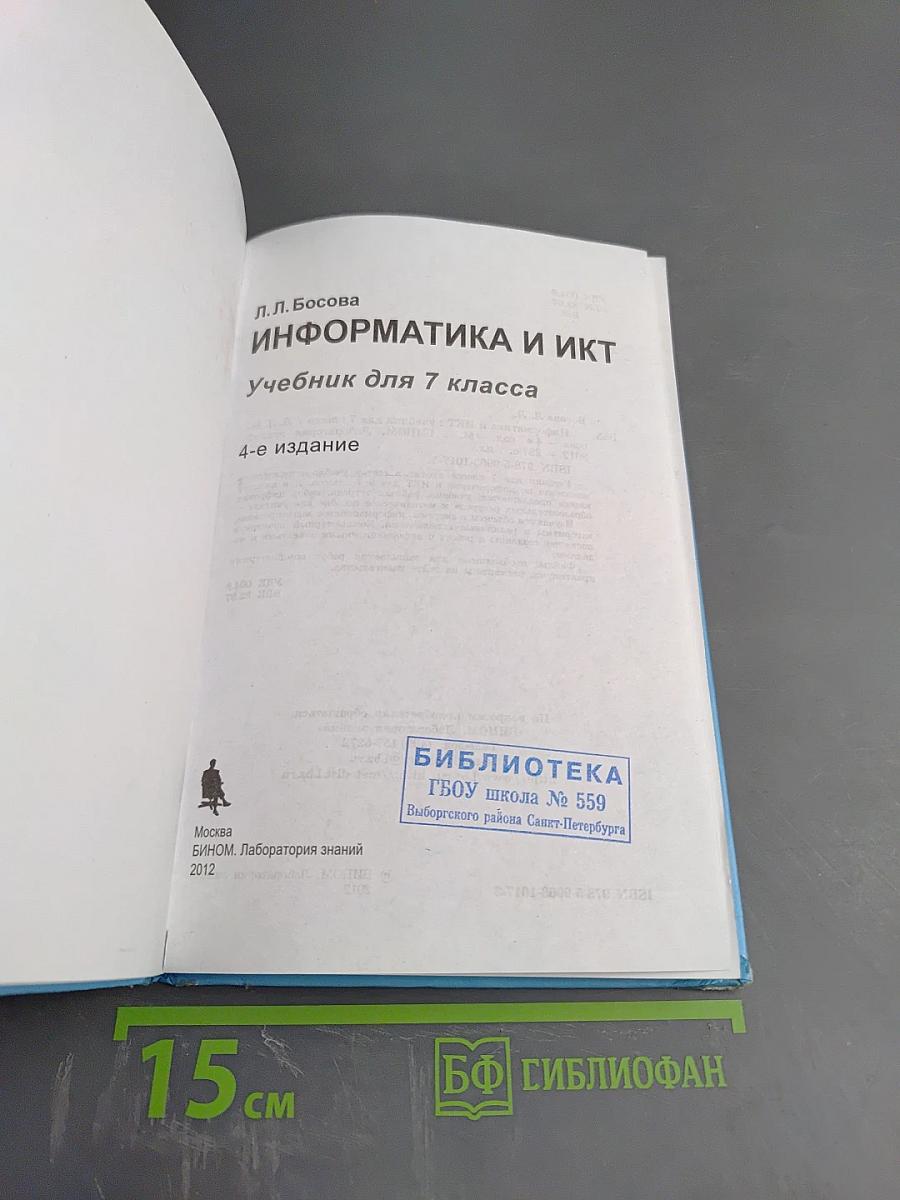 Л. Л. Босова
ИНФОРМАТИКА И ИКТ
Учебник для 7 класса
4-е издание
БИБЛИОТЕКА
ГБОУ школа № 559
Выборгского района Санкт-Петербурга
Москва
БИНОМ. Лаборатория знаний
2012
15 см
БФ БИБЛИОФАН